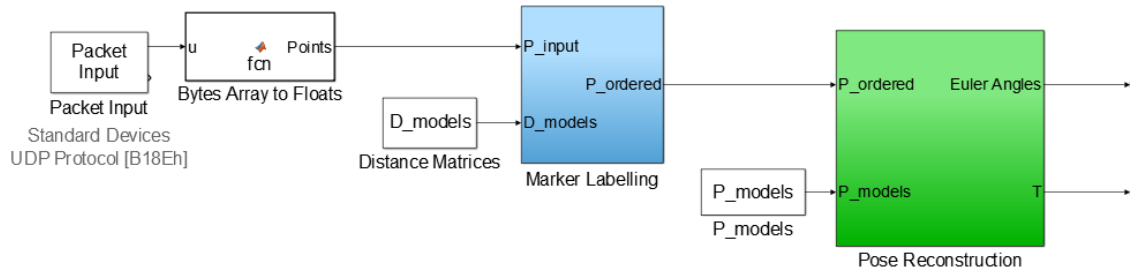 Packet
Input
Packet Input
Standard Devices
UDP Protocol [B18Eh]
u
fcn
Points
Bytes Array to Floats
D_models
Distance Matrices
P_input
P_ordered
D_models
Marker Labelling
P_models
P_models
P_ordered
Euler Angles
P_models
T
Pose Reconstruction